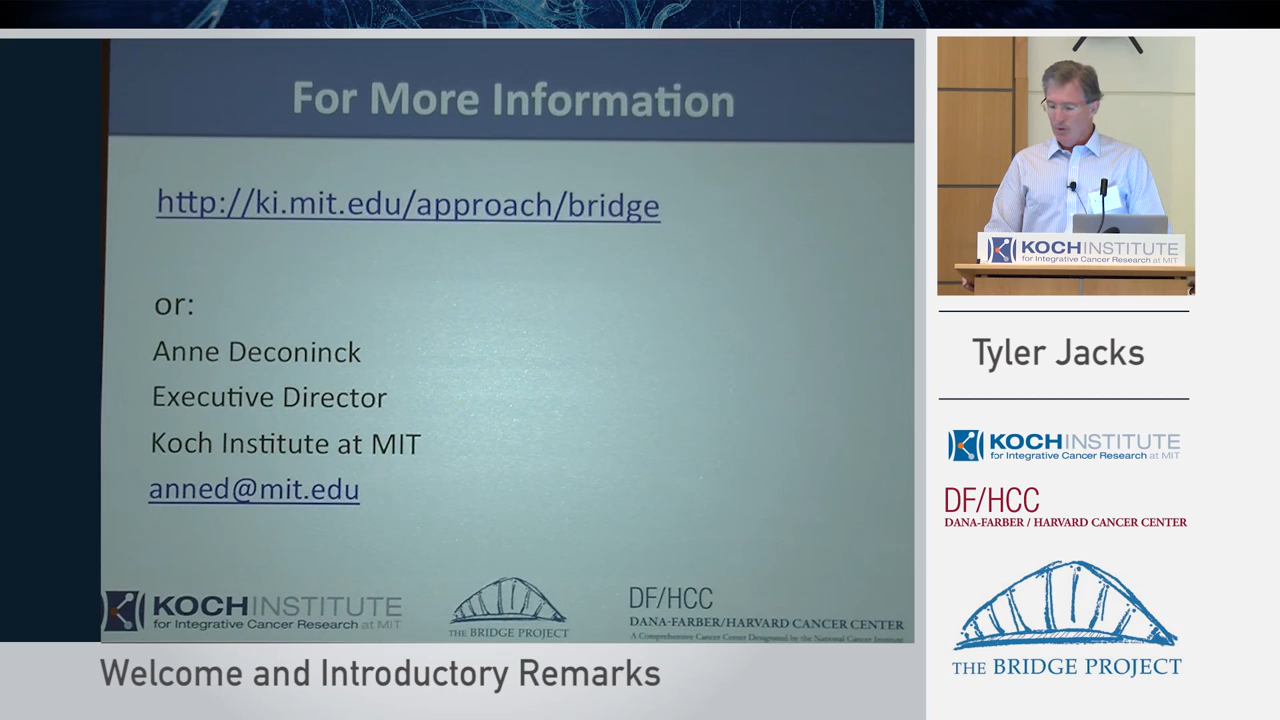 For More Information
http://ki.mit.edu/approach/bridge
or:
Anne Deconinck
Executive Director
Koch Institute at MIT
anned@mit.edu
KOCH INSTITUTE
for Integrative Cancer Research at MIT
THE BRIDGE PROJECT
DF/HCC
DANA-FARBER/HARVARD CANCER CENTER
A Comprehensive Cancer Center Designated by the National Cancer Institute
Welcome and Introductory Remarks
KOCH INSTITUTE
for Integrative Cancer Research at MIT
Tyler Jacks
KOCH INSTITUTE
for Integrative Cancer Research at MIT
DF/HCC
DANA-FARBER / HARVARD CANCER CENTER
THE BRIDGE PROJECT